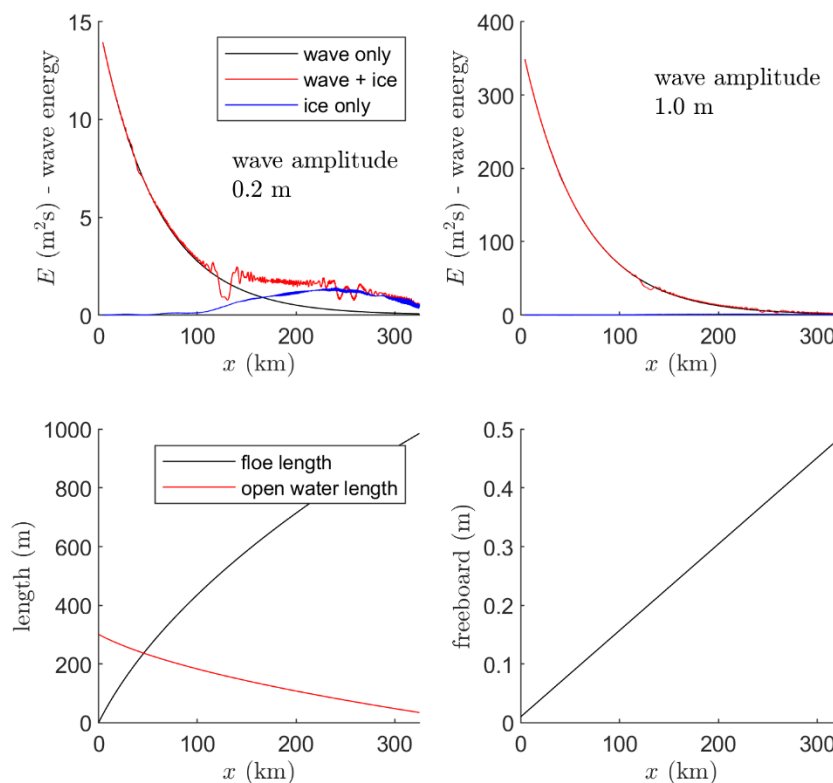 15
10
5
0
0
100
200
300
E (m²s) - wave energy
x (km)
wave only
wave + ice
ice only
wave amplitude
0.2 m
400
300
200
100
0
0
100
200
300
E (m²s) - wave energy
x (km)
wave amplitude
1.0 m
1000
800
600
400
200
0
0
100
200
300
length (m)
x (km)
floe length
open water length
0.5
0.4
0.3
0.2
0.1
0
0
100
200
300
freeboard (m)
x (km)